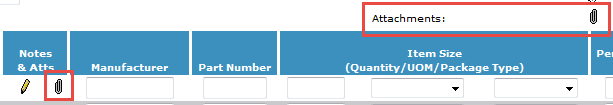 Attachments:
Notes
& Atts
Manufacturer
Part Number
Item Size
(Quantity/UOM/Package Type)